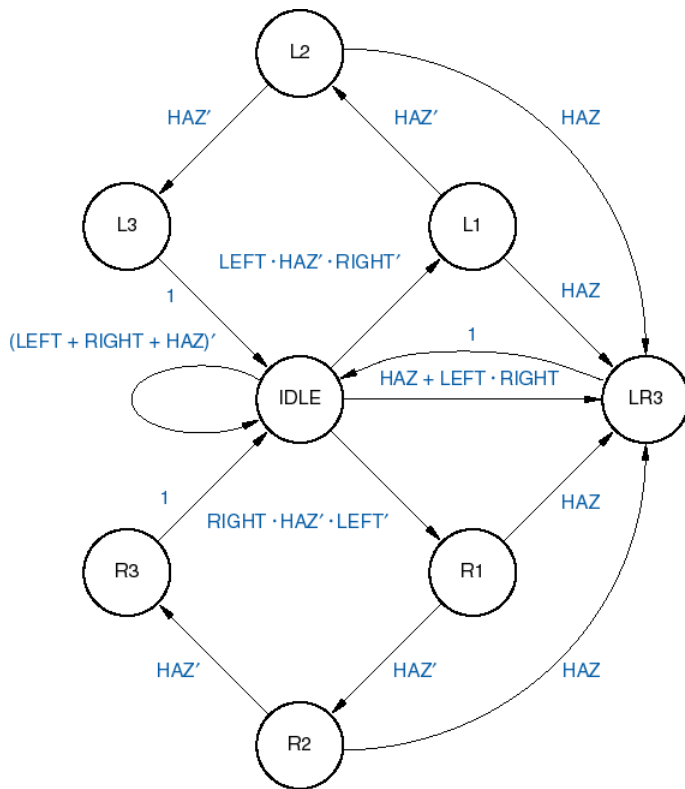 L2
HAZ′ HAZ′ HAZ
L3 L1
LEFT · HAZ′ · RIGHT′
1 HAZ
(LEFT + RIGHT + HAZ)′ 1
HAZ + LEFT · RIGHT
IDLE LR3
1 HAZ
RIGHT · HAZ′ · LEFT′
R3 R1
HAZ′ HAZ′ HAZ
R2